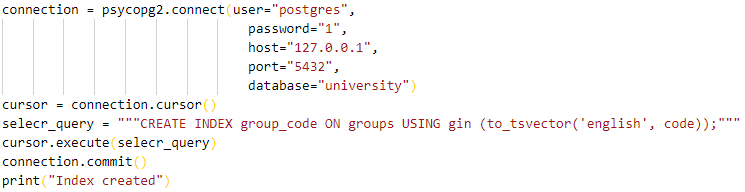 connection = psycopg2.connect(user="postgres",
password="1",
host="127.0.0.1",
port="5432",
database="university")
cursor = connection.cursor()
selecr_query = """CREATE INDEX group_code ON groups USING gin (to_tsvector('english', code));"""
cursor.execute(selecr_query)
connection.commit()
print("Index created")